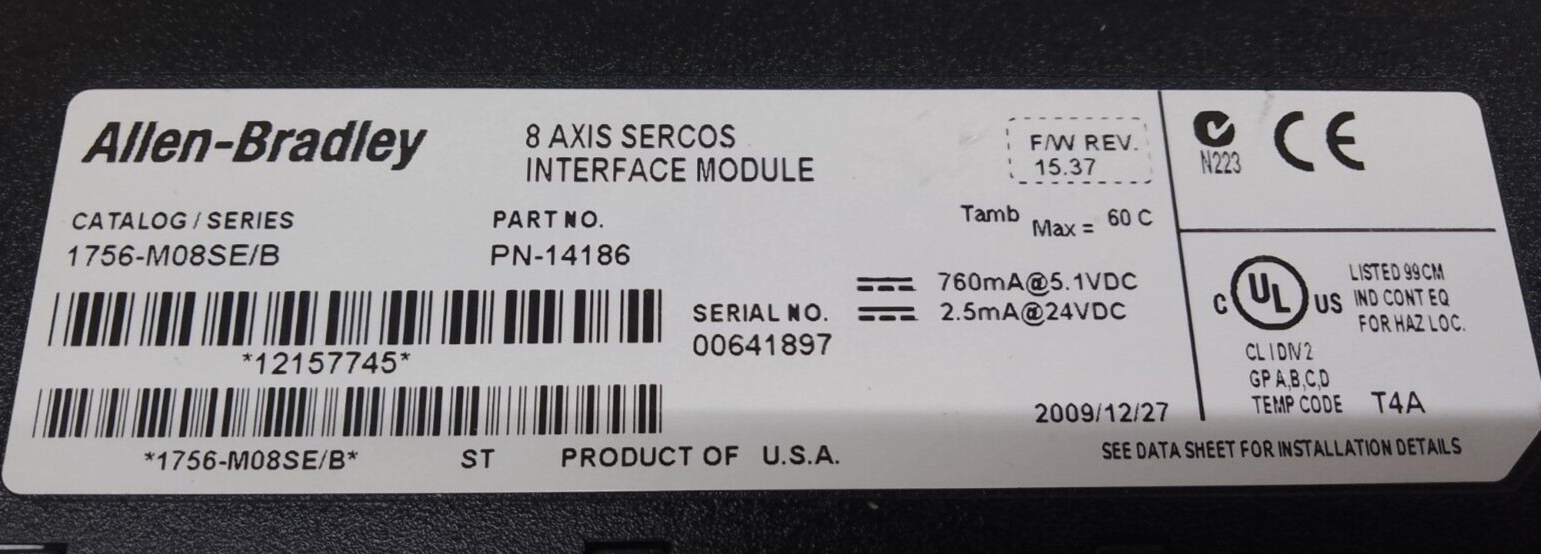 Allen-Bradley
8 AXIS SERCOS
INTERFACE MODULE
F/W REV.
15.37
CATALOG / SERIES
1756-M08SE/B
PART NO.
PN-14186
Tamb Max = 60 C
760mA@5.1VDC
2.5mA@24VDC
*12157745*
SERIAL NO.
00641897
2009/12/27
*1756-M08SE/B*
ST
PRODUCT OF U.S.A.
N223
CE
C UL US
LISTED 99CM
IND CONT EQ
FOR HAZ LOC.
CL I DIV 2
GP A,B,C,D
TEMP CODE T4A
SEE DATA SHEET FOR INSTALLATION DETAILS